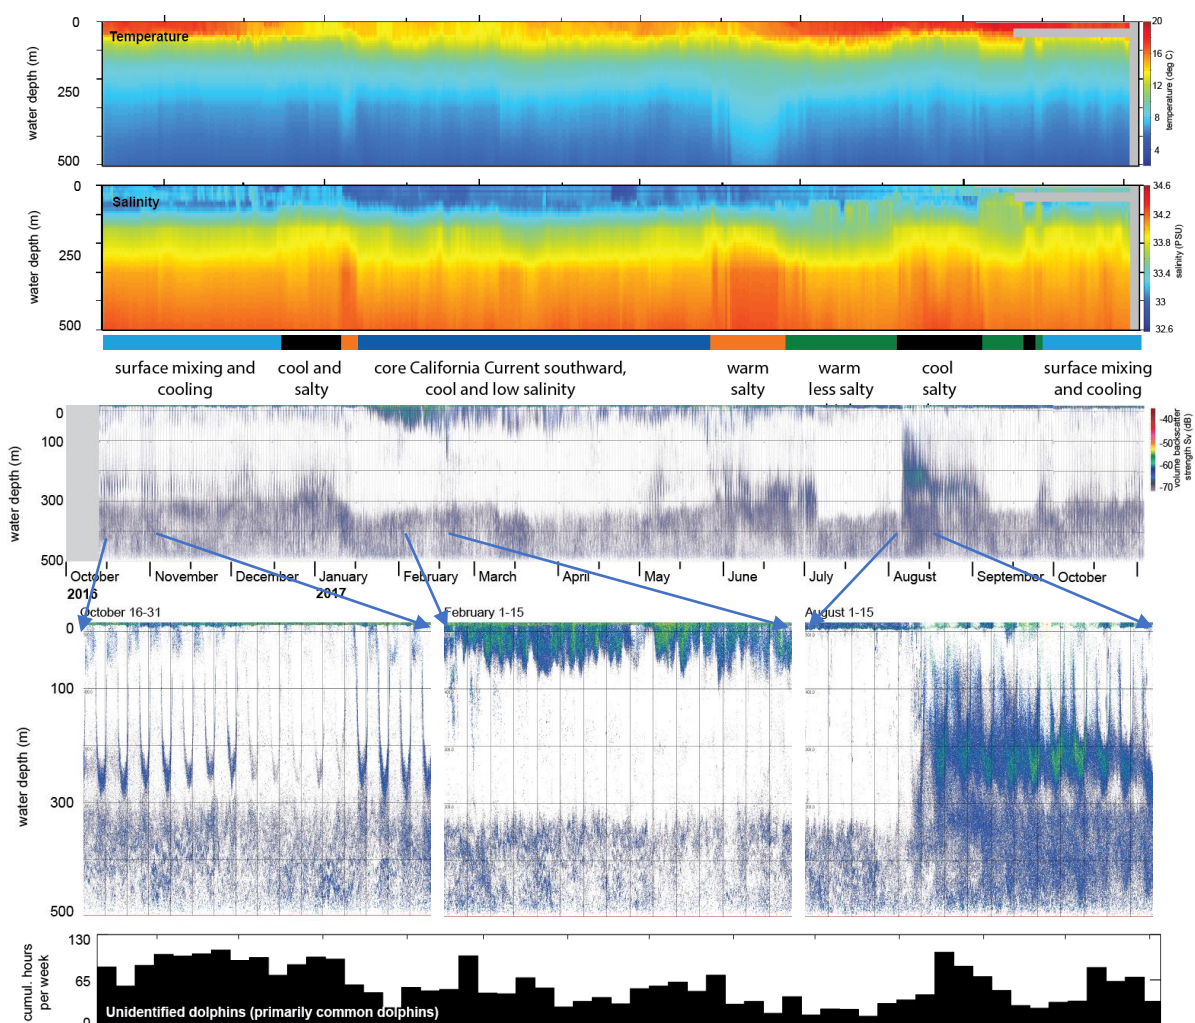 0
250
500
water depth (m)
Temperature
20
16
12
8
4
temperature (deg C)
0
250
500
water depth (m)
Salinity
34.6
34.2
33.8
33.4
33
32.6
salinity (PSU)
surface mixing and
cooling
cool and
salty
core California Current southward,
cool and low salinity
warm
salty
warm
less salty
cool
salty
surface mixing
and cooling
0
100
300
500
water depth (m)
-40
-50
-60
-70
volume backscatter
strength Sv (dB)
October
2016
November
December
January
2017
February
March
April
May
June
July
August
September
October
October 16-31
February 1-15
August 1-15
0
100
300
500
water depth (m)
130
65
0
cumul. hours
per week
Unidentified dolphins (primarily common dolphins)